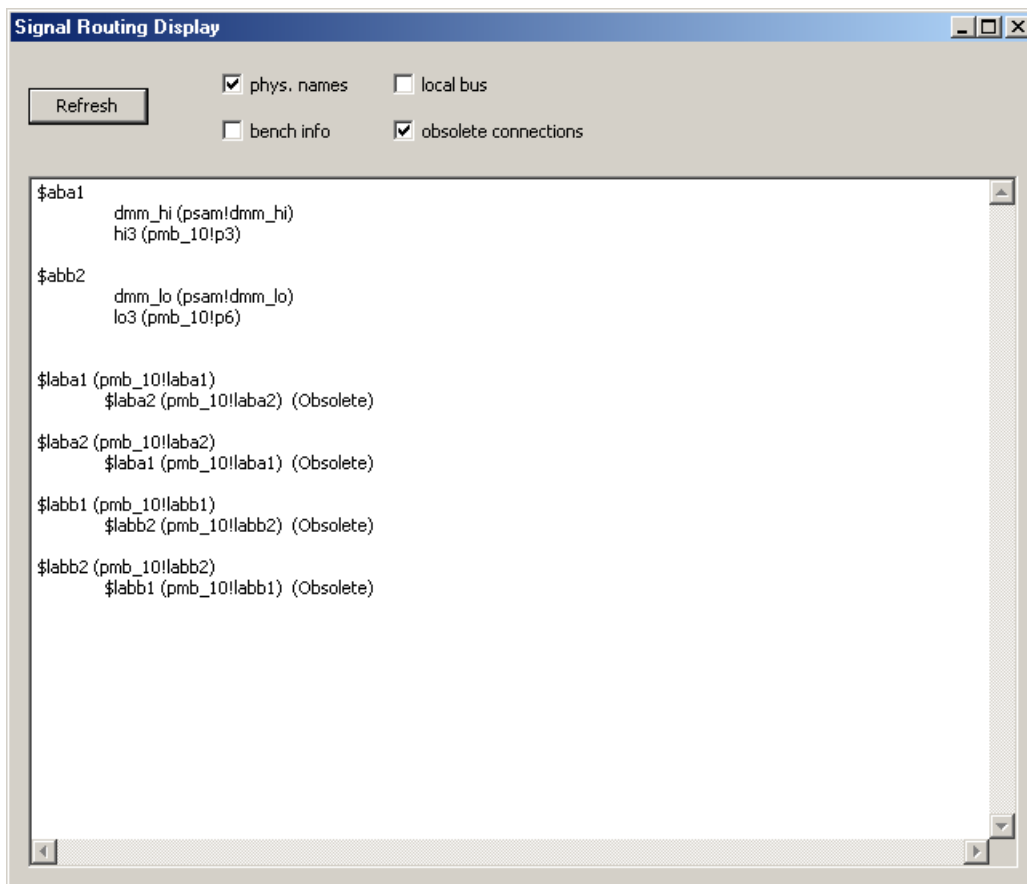 Signal Routing Display
Refresh
phys. names
local bus
bench info
obsolete connections
$aba1
dmm_hi (psam!dmm_hi)
hi3 (pmb_10!p3)
$abb2
dmm_lo (psam!dmm_lo)
lo3 (pmb_10!p6)
$laba1 (pmb_10!laba1)
$laba2 (pmb_10!laba2)  (Obsolete)
$laba2 (pmb_10!laba2)
$laba1 (pmb_10!laba1)  (Obsolete)
$labb1 (pmb_10!labb1)
$labb2 (pmb_10!labb2)  (Obsolete)
$labb2 (pmb_10!labb2)
$labb1 (pmb_10!labb1)  (Obsolete)